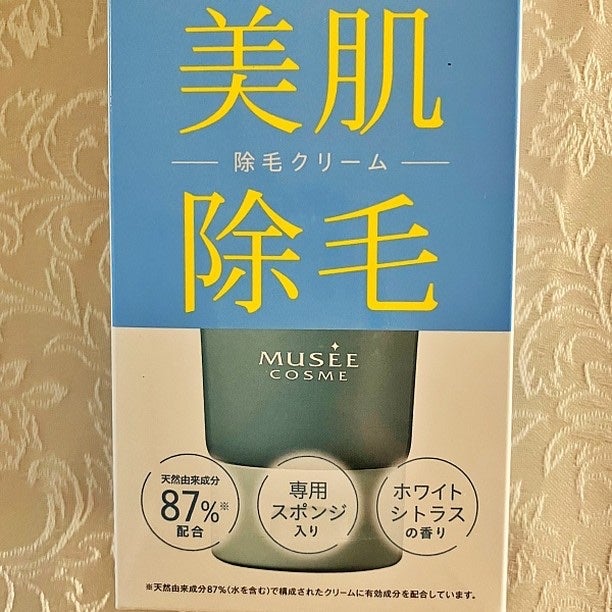 美肌
除毛クリーム
除毛
MUSÉE
COSME
天然由来成分
87%※
配合
専用
スポンジ
入り
ホワイト
シトラス
の香り
※天然由来成分87%(水を含む)で構成されたクリームに有効成分を配合しています。